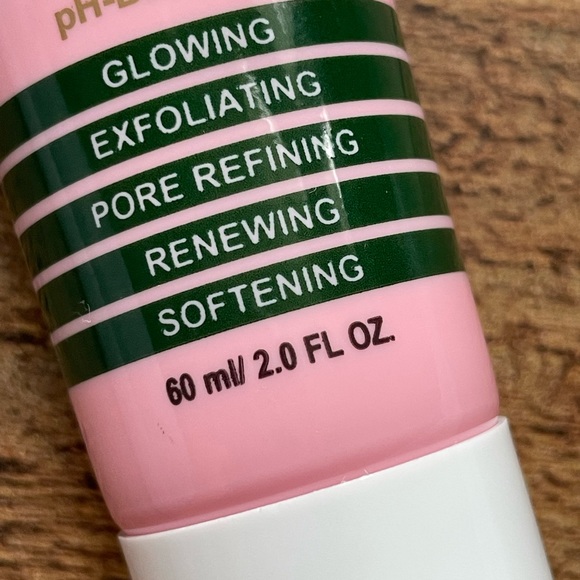 GLOWING
EXFOLIATING
PORE REFINING
RENEWING
SOFTENING
60 ml/ 2.0 FL OZ.